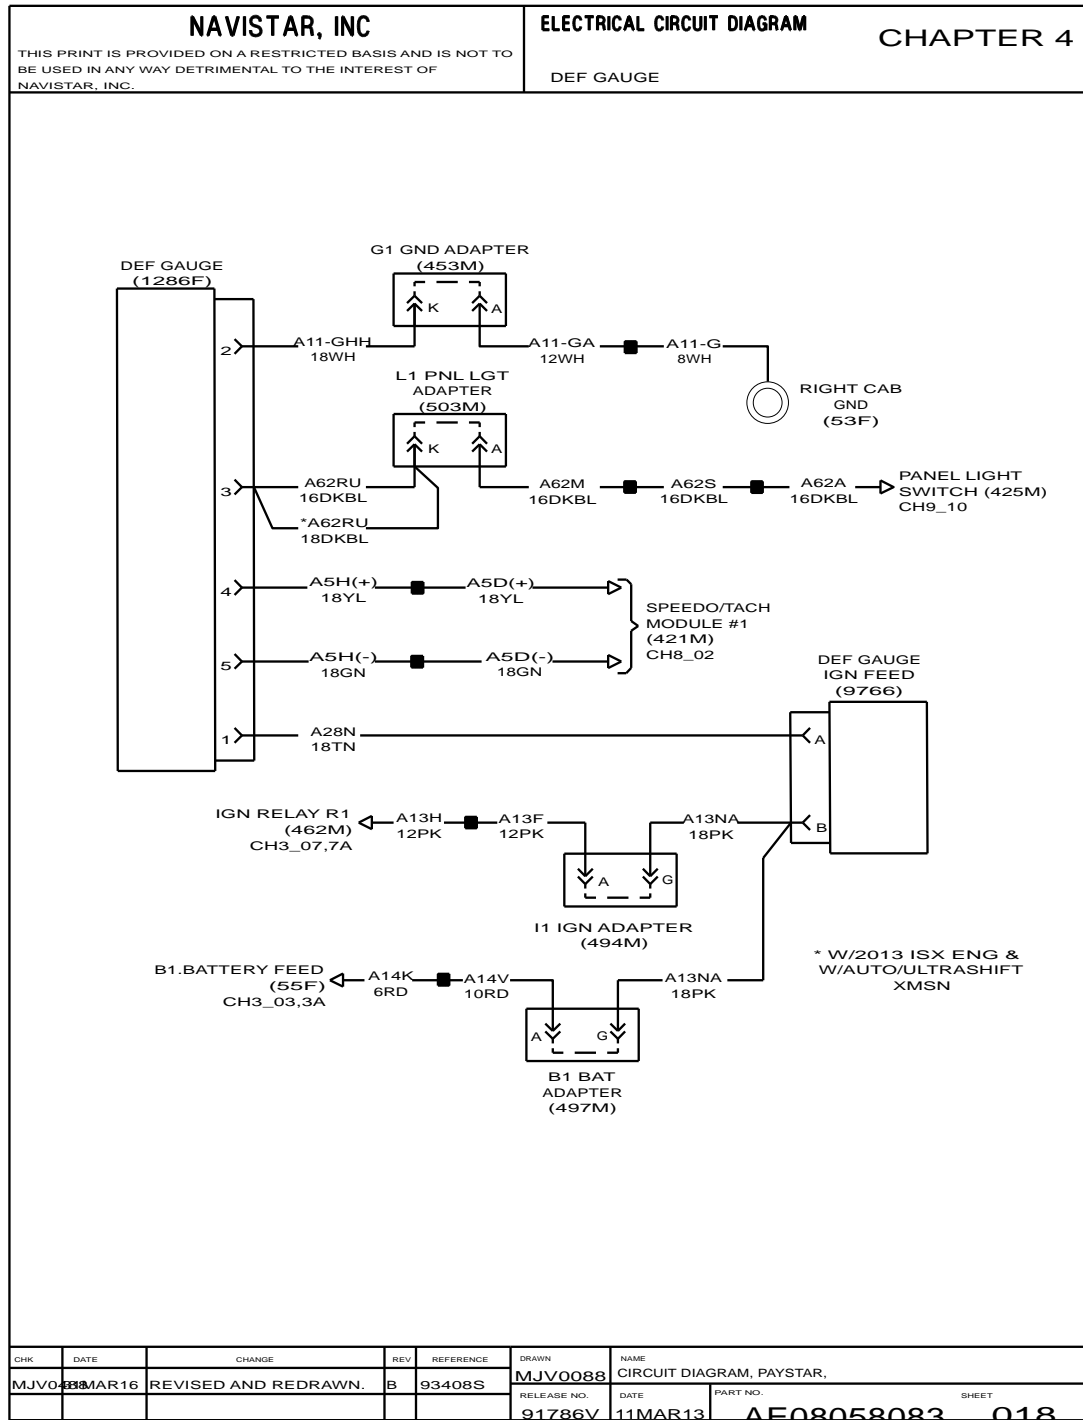 NAVISTAR, INC
THIS PRINT IS PROVIDED ON A RESTRICTED BASIS AND IS NOT TO
BE USED IN ANY WAY DETRIMENTAL TO THE INTEREST OF
NAVISTAR, INC.
ELECTRICAL CIRCUIT DIAGRAM
CHAPTER 4
DEF GAUGE
G1 GND ADAPTER
(453M)
DEF GAUGE
(1286F)
K
A
2
A11-GHH
18WH
A11-GA
12WH
A11-G
8WH
L1 PNL LGT
ADAPTER
(503M)
RIGHT CAB
GND
(53F)
K
A
3
A62RU
16DKBL
A62M
16DKBL
A62S
16DKBL
A62A
16DKBL
PANEL LIGHT
SWITCH (425M)
CH9_10
*A62RU
18DKBL
4
A5H(+)
18YL
A5D(+)
18YL
SPEEDO/TACH
MODULE #1
(421M)
CH8_02
5
A5H(-)
18GN
A5D(-)
18GN
DEF GAUGE
IGN FEED
(9766)
1
A28N
18TN
A
IGN RELAY R1
(462M)
CH3_07,7A
A13H
12PK
A13F
12PK
A13NA
18PK
B
A
G
I1 IGN ADAPTER
(494M)
B1.BATTERY FEED
(55F)
CH3_03,3A
A14K
6RD
A14V
10RD
A13NA
18PK
* W/2013 ISX ENG &
W/AUTO/ULTRASHIFT
XMSN
A
G
B1 BAT
ADAPTER
(497M)
CHK
DATE
CHANGE
REV
REFERENCE
DRAWN
NAME
REVISED AND REDRAWN.
B
93408S
MJV0088
CIRCUIT DIAGRAM, PAYSTAR,
RELEASE NO.
DATE
PART NO.
SHEET
91786V
11MAR13
AE08058083
018